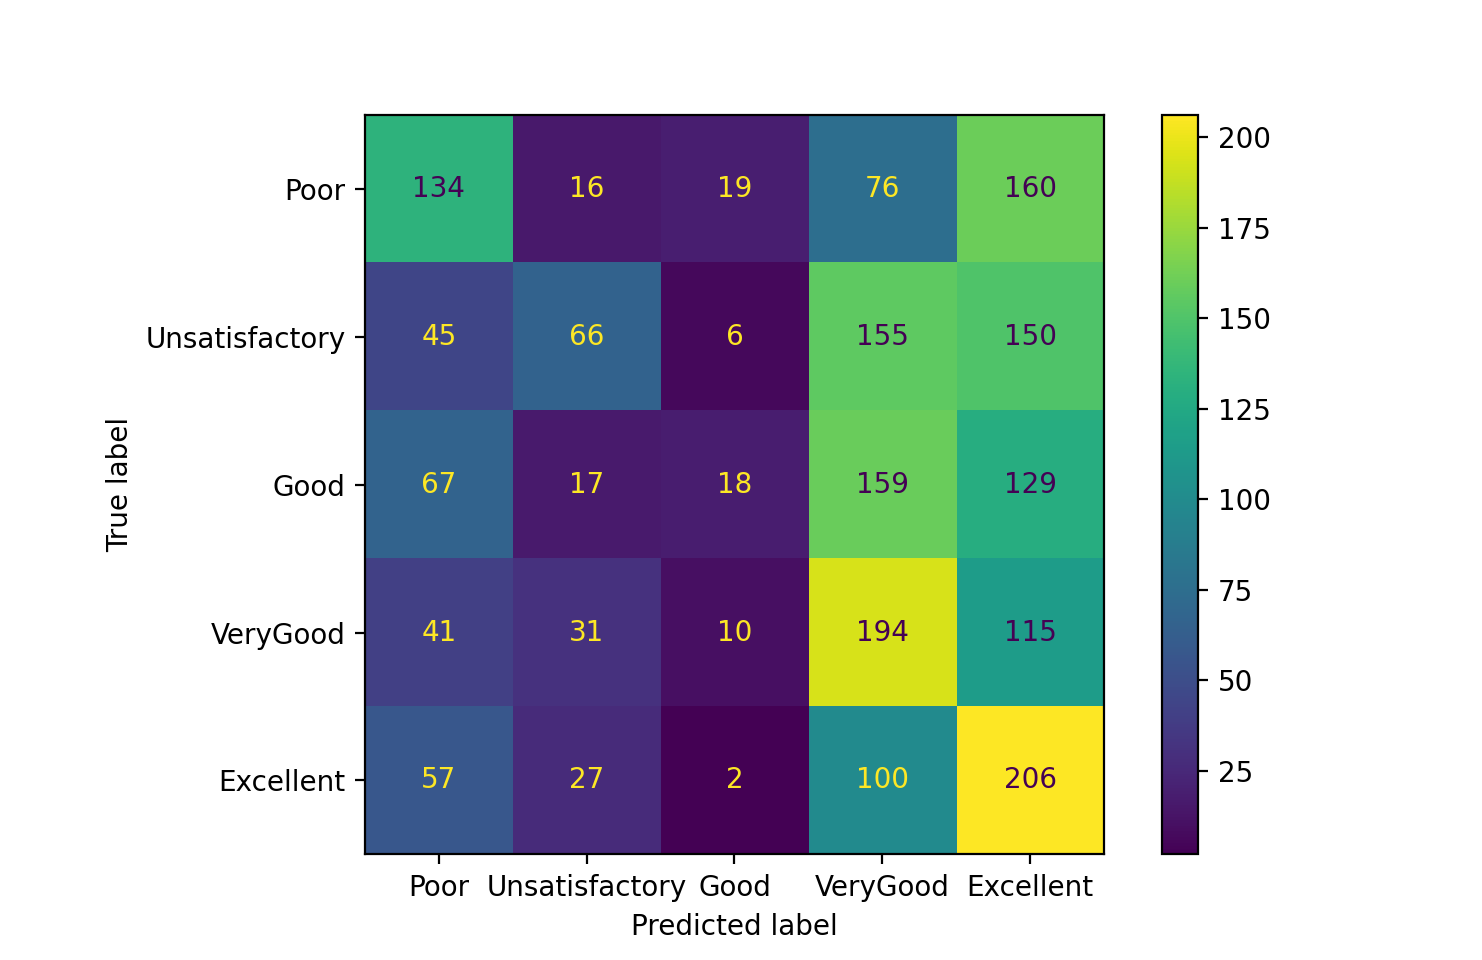 Poor 134 16 19 76 160
Unsatisfactory 45 66 6 155 150
Good 67 17 18 159 129
VeryGood 41 31 10 194 115
Excellent 57 27 2 100 206
Poor Unsatisfactory Good VeryGood Excellent
Predicted label
True label
200
175
150
125
100
75
50
25